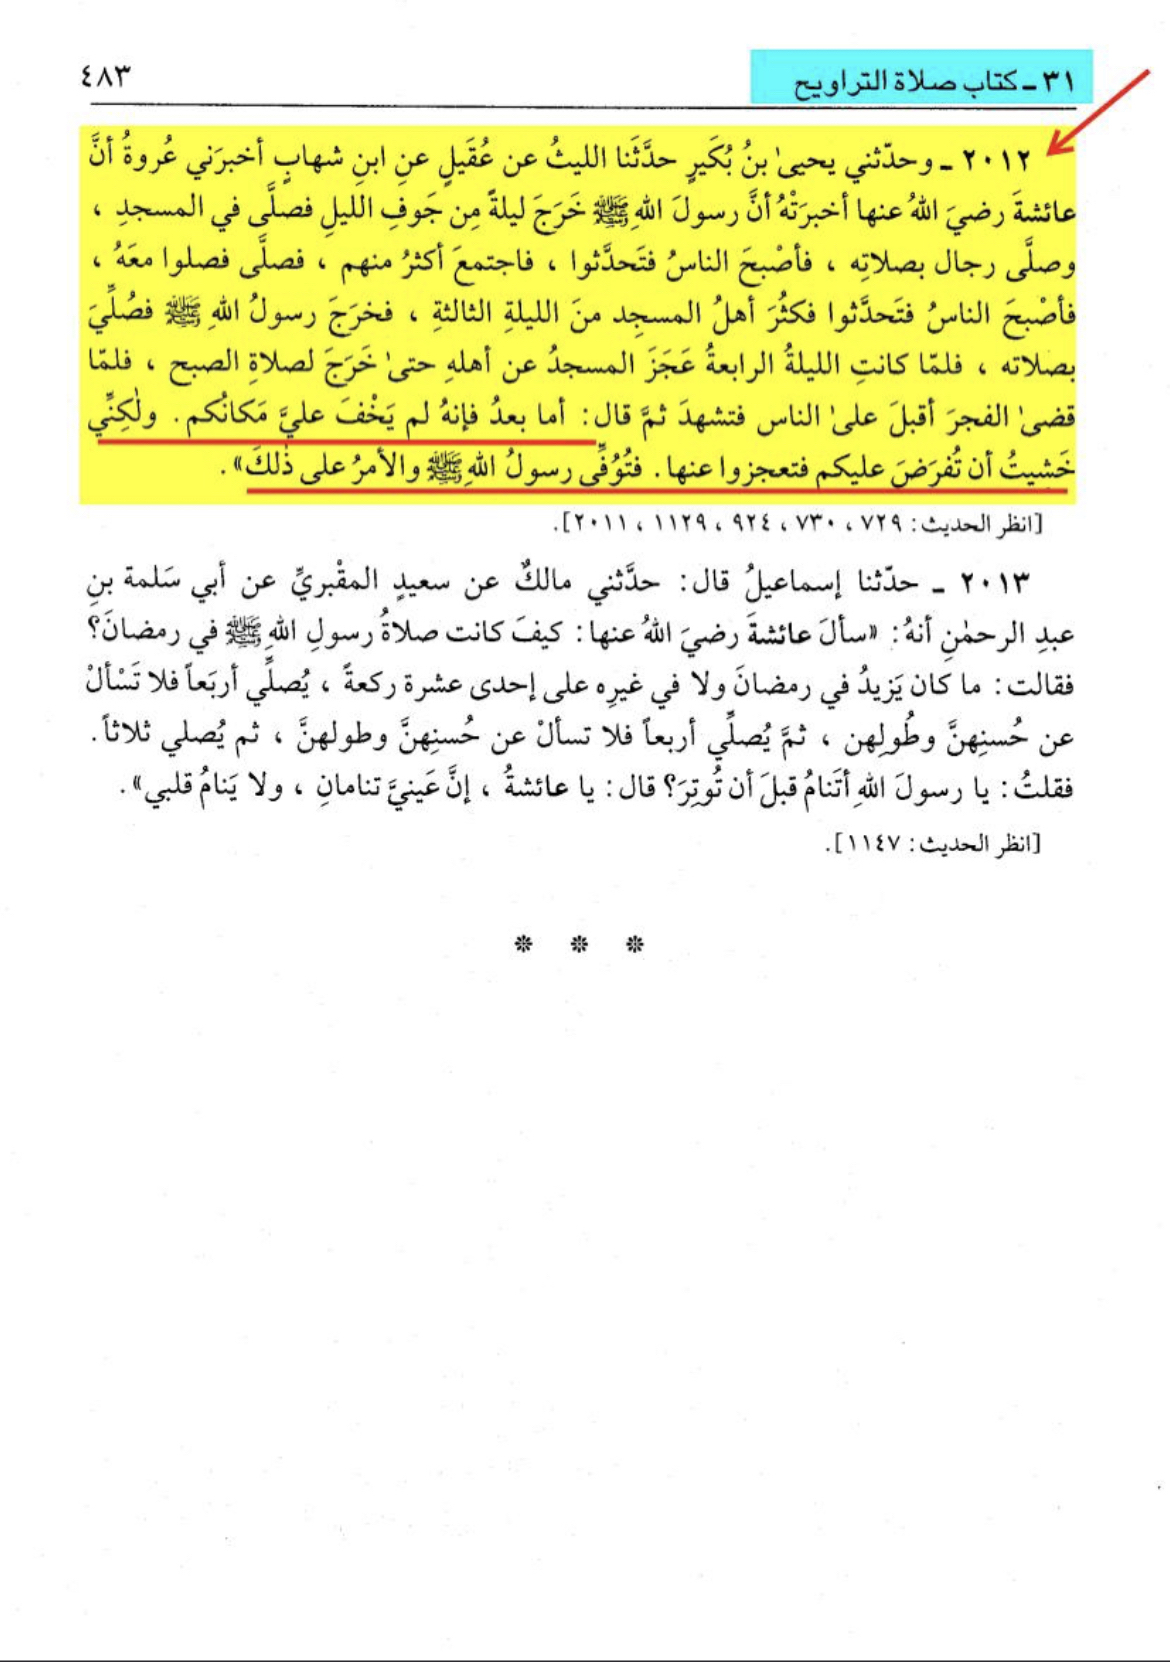 ٣١ ـ كتاب صلاة التراويح
٤٨٣
٢٠١٢ ـ وحدّثني يحيىٰ بنُ بُكَيرٍ حدَّثَنا الليثُ عن عُقَيلٍ عنِ ابنِ شهابٍ أخبرَني عُروةُ أنَّ
عائشةَ رضيَ اللهُ عنها أخبرَتْهُ أنَّ رسولَ اللهِ ﷺ خَرَجَ ليلةً مِن جَوفِ الليلِ فصلَّى في المسجدِ ،
وصلَّى رجال بصلاتِه ، فأصْبحَ الناسُ فتَحدَّثوا ، فاجتمعَ أكثرُ منهم ، فصلَّى فصلوا معَهُ ،
فأصْبحَ الناسُ فتَحدَّثوا فكثُرَ أهلُ المسجِد منَ الليلةِ الثالثةِ ، فخرَجَ رسولُ اللهِ ﷺ فصُلِّيَ
بصلاته ، فلمّا كانتِ الليلةُ الرابعةُ عَجَزَ المسجدُ عن أهلهِ حتىٰ خَرَجَ لصلاةِ الصبح ، فلمّا
قضىٰ الفجرَ أقبلَ علىٰ الناس فتشهدَ ثمَّ قال: أما بعدُ فإنهُ لم يَخْفَ عليَّ مَكانُكم . ولٰكِنِّي
خَشيتُ أن تُفرَضَ عليكم فتعجزوا عنها. فتُوُفِّى رسولُ اللهِ ﷺ والأمرُ على ذٰلكَ» .
[انظر الحديث: ٧٢٩ ، ٧٣٠ ، ٩٢٤ ، ١١٢٩ ، ٢٠١١].
٢٠١٣ ـ حدّثنا إسماعيلُ قال: حدَّثني مالكٌ عن سعيدٍ المقْبريِّ عن أبي سَلمة بنِ
عبدِ الرحمٰنِ أنهُ: «سألَ عائشةَ رضيَ اللهُ عنها: كيفَ كانت صلاةُ رسولِ اللهِ ﷺ في رمضانَ؟
فقالت: ما كان يَزيدُ في رمضانَ ولا في غيرِه على إحدى عشرة ركعةً ، يُصلِّي أربَعاً فلا تَسْألْ
عن حُسنِهنَّ وطُولِهن ، ثمَّ يُصلِّي أربعاً فلا تسألْ عن حُسنِهنَّ وطولهنَّ ، ثم يُصلي ثلاثاً.
فقلتُ: يا رسولَ اللهِ أتَنامُ قبلَ أن تُوتِرَ؟ قال: يا عائشةُ ، إنَّ عَينيَّ تنامانِ ، ولا يَنامُ قلبي» .
[انظر الحديث: ١١٤٧].